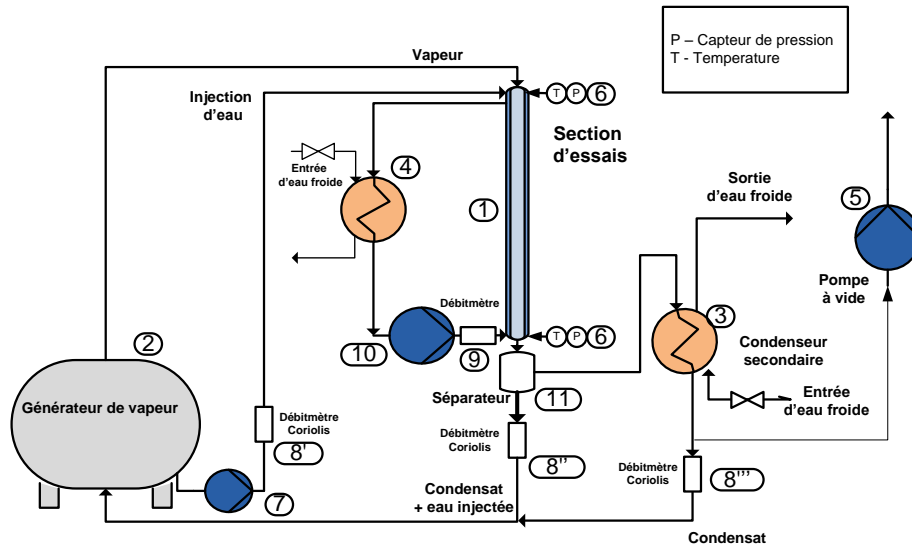 P – Capteur de pression
T - Temperature
Vapeur
Injection
d'eau
T
P
6
Section
d'essais
Entrée
d'eau froide
4
1
Sortie
d'eau froide
5
Pompe
à vide
Débitmètre
T
P
6
3
Condenseur
secondaire
2
10
9
Entrée
d'eau froide
Séparateur
11
Générateur de vapeur
Débitmètre
Coriolis
8'
Débitmètre
Coriolis
8''
Débitmètre
Coriolis
8'''
7
Condensat
+ eau injectée
Condensat